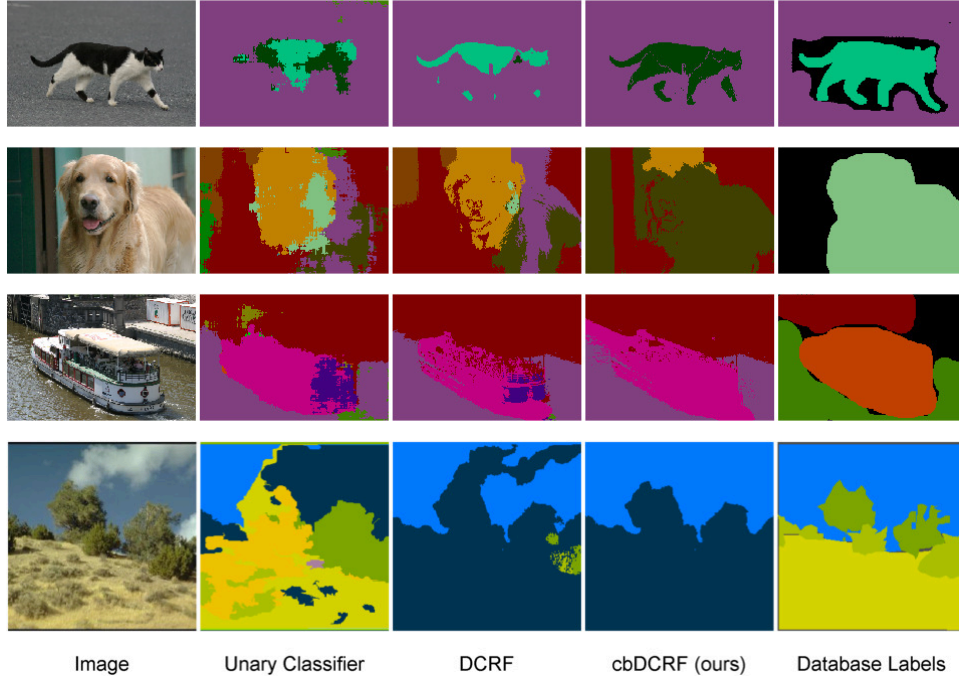 Image
Unary Classifier
DCRF
cbDCRF (ours)
Database Labels